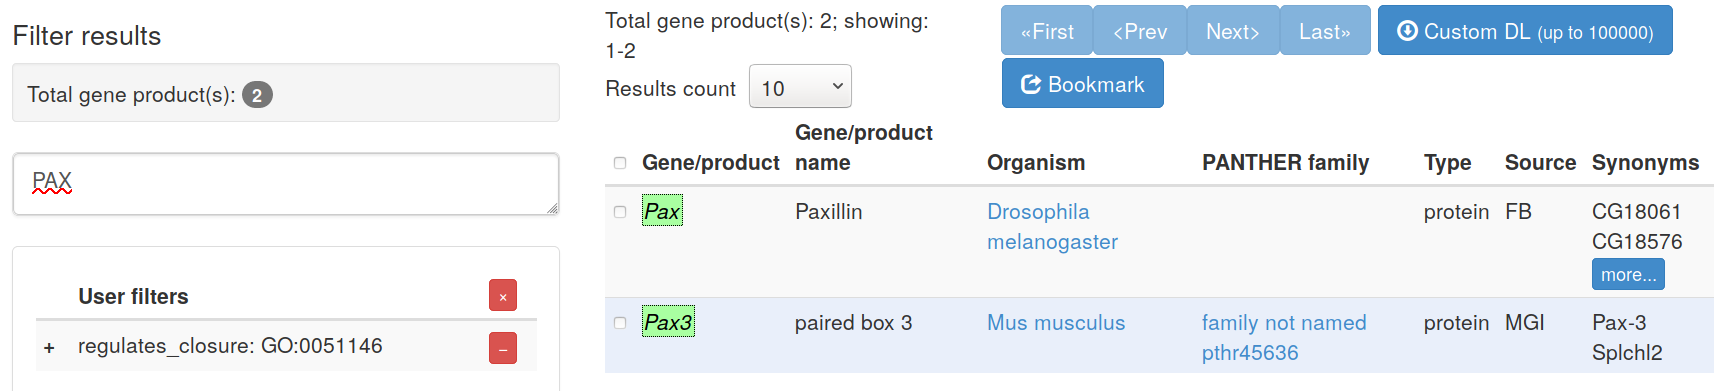 Filter results
Total gene product(s): 2
PAX
User filters ×
+ regulates_closure: GO:0051146 –
Total gene product(s): 2; showing:
1-2
Results count 10
«First <Prev Next> Last» Custom DL (up to 100000)
Bookmark
Gene/product
Gene/product name Organism PANTHER family Type Source Synonyms
Pax Paxillin Drosophila protein FB CG18061
melanogaster CG18576
more...
Pax3 paired box 3 Mus musculus family not named protein MGI Pax-3
pthr45636 Splchl2